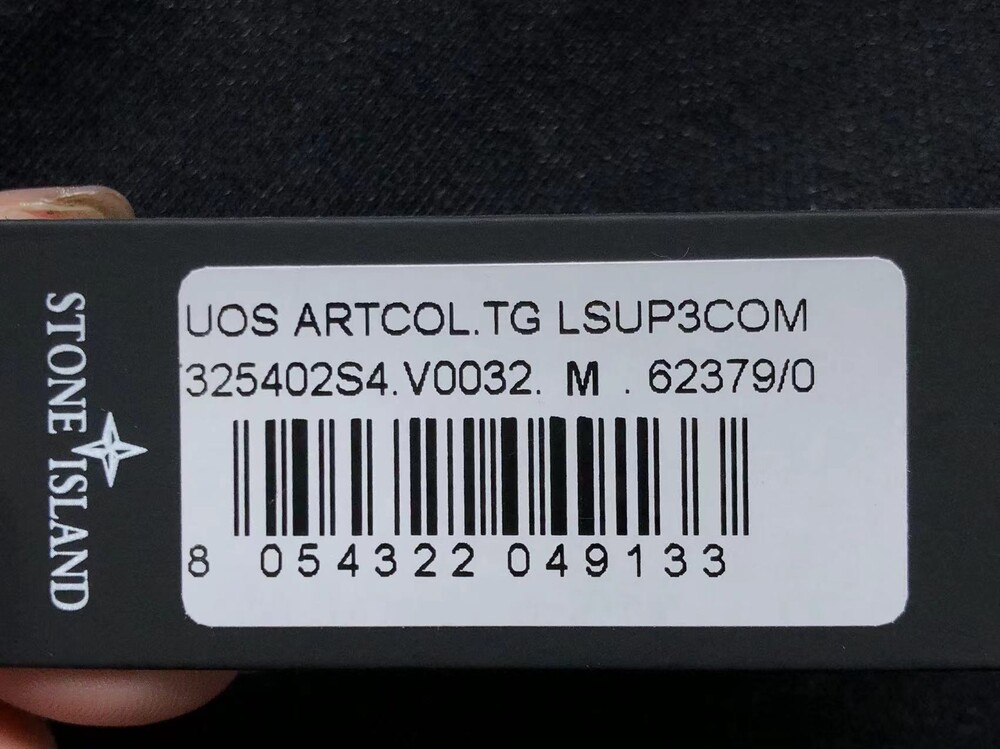 STONE ISLAND
UOS ARTCOL.TG LSUP3COM
325402S4.V0032. M . 62379/0
8 054322 049133